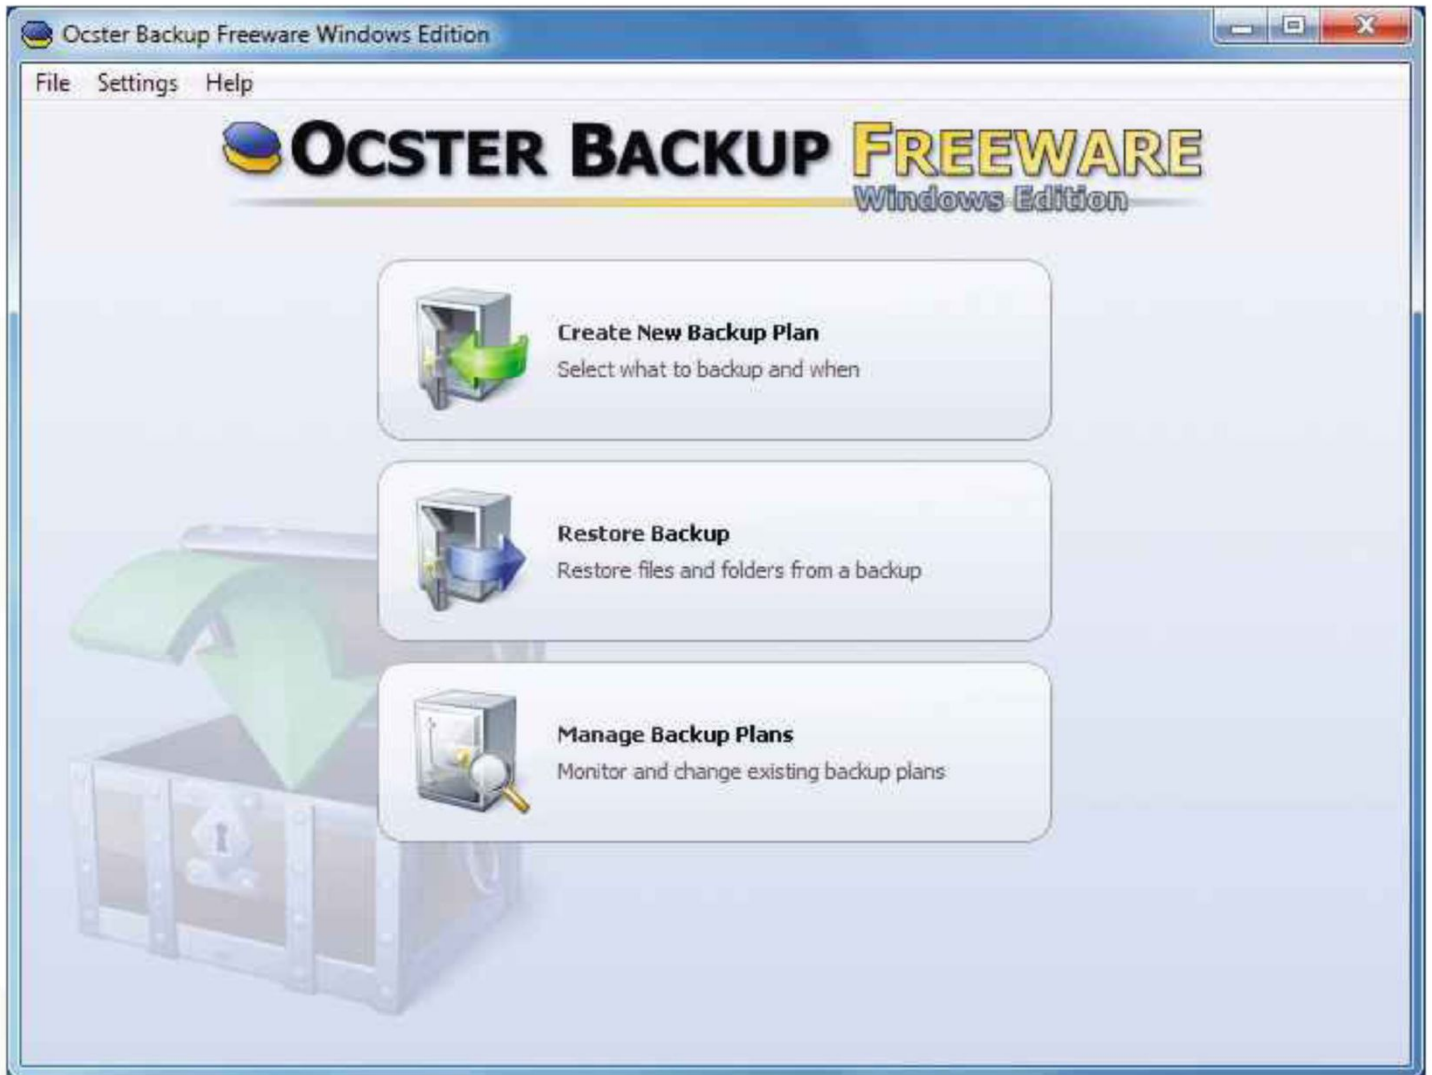 Ocster Backup Freeware Windows Edition
File Settings Help
OCSTER BACKUP FREEWARE
Windows Edition
Create New Backup Plan
Select what to backup and when
Restore Backup
Restore files and folders from a backup
Manage Backup Plans
Monitor and change existing backup plans